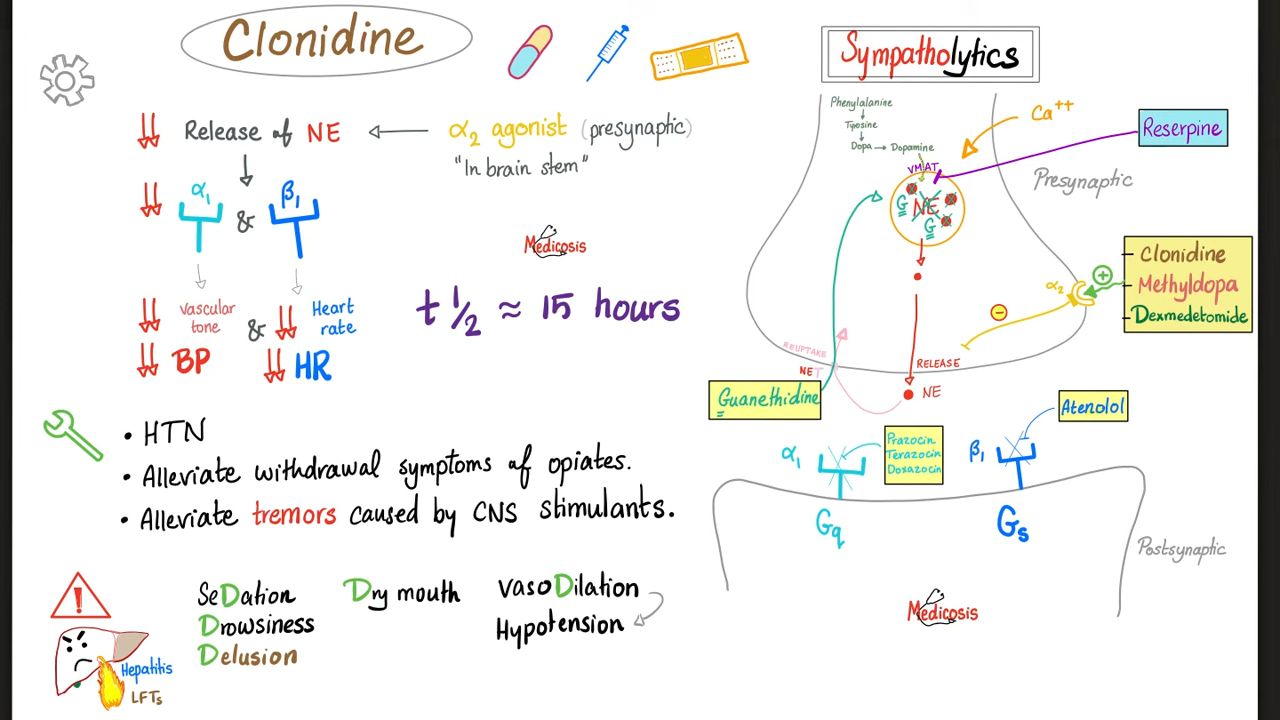 Clonidine
↓↓ Release of NE ← α₂ agonist (presynaptic)
"In brain stem"
↓↓ α₁ & β₁
Medicosis
t ½ ≈ 15 hours
↓↓ Vascular tone & ↓↓ Heart rate
↓↓ BP ↓↓ HR
• HTN
• Alleviate withdrawal symptoms of opiates.
• Alleviate tremors caused by CNS stimulants.
SeDation
Drowsiness
Delusion
Dry mouth
VasoDilation
Hypotension
Hepatitis
LFTs
Sympatholytics
Phenylalanine
Tyrosine
Dopa → Dopamine
VMAT
G NE
G
Ca⁺⁺
Reserpine
Presynaptic
α₂
+
Clonidine
Methyldopa
Dexmedetomide
−
REUPTAKE
NET
RELEASE
NE
Guanethidine
α₁
Prazocin
Terazocin
Doxazocin
β₁
Atenolol
Gq
Gs
Postsynaptic
Medicosis